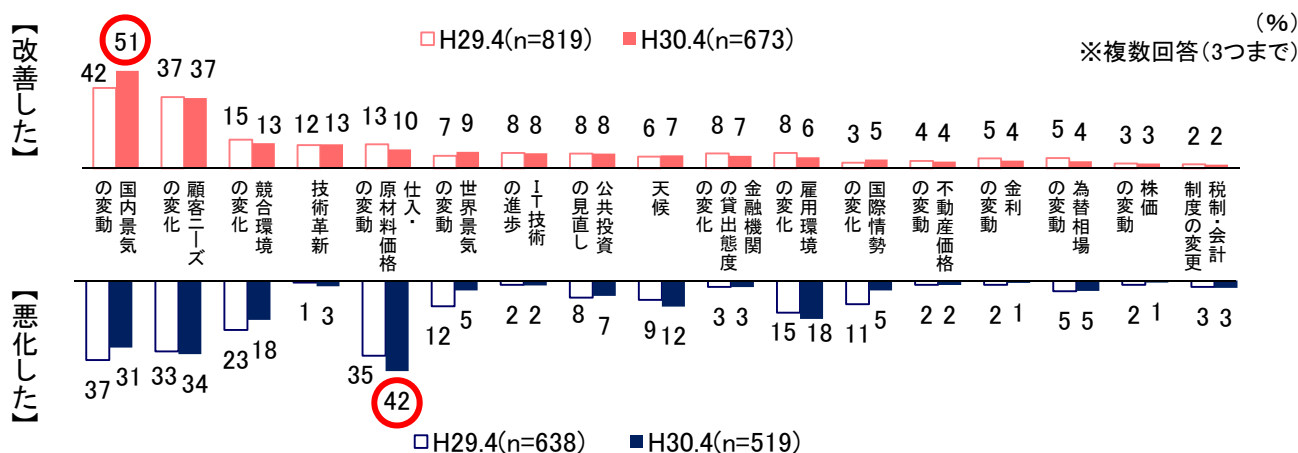 【改善した】
□H29.4(n=819) ■H30.4(n=673)
(%)
※複数回答(3つまで)
42 51 37 37 15 13 12 13 13 10 7 9 8 8 8 8 6 7 8 7 8 6 3 5 4 4 5 4 5 4 3 3 2 2
国内景気
の変動
顧客ニーズ
の変化
競合環境
の変化
技術革新
仕入・
原材料価格
の変動
世界景気
の変動
IT技術
の進歩
公共投資
の見直し
天候
金融機関
の貸出態度
の変化
雇用環境
の変化
国際情勢
の変化
不動産価格
の変動
金利
の変動
為替相場
の変動
株価
の変動
税制・会計
制度の変更
【悪化した】
37 31 33 34 23 18 1 3 35 42 12 5 2 2 8 7 9 12 3 3 15 18 11 5 2 2 2 1 5 5 2 1 3 3
□H29.4(n=638) ■H30.4(n=519)